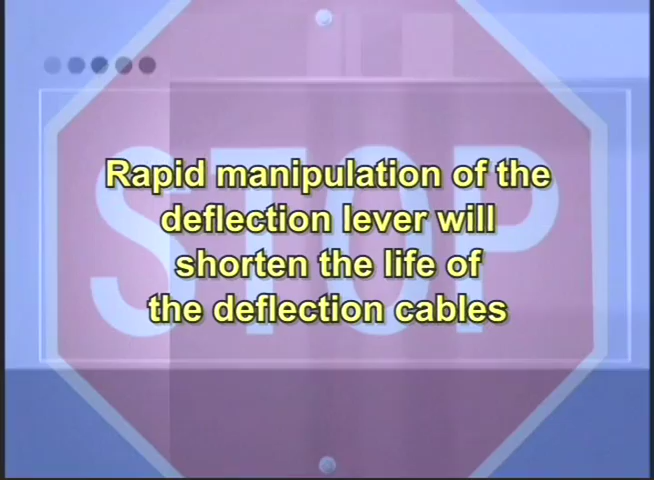 STOP
Rapid manipulation of the
deflection lever will
shorten the life of
the deflection cables